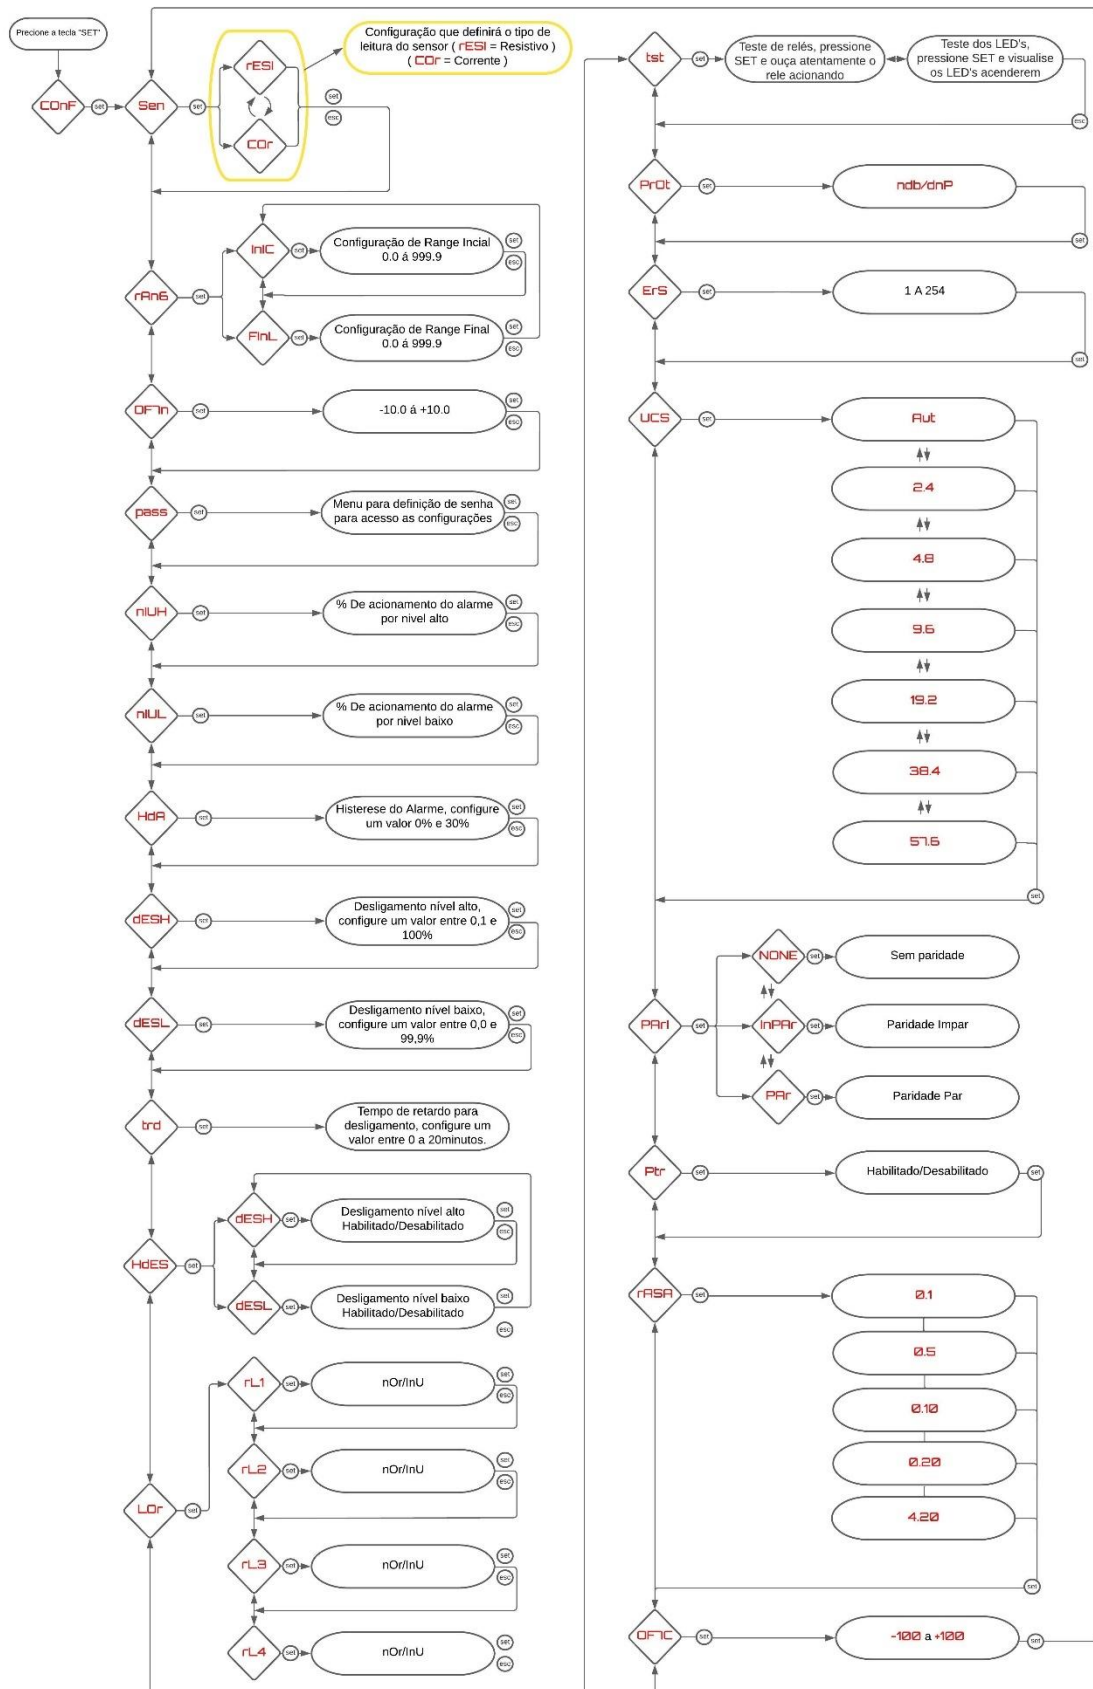 Precione a tecla "SET"
COnF
set
Sen
set
rESI
COr
set
esc
Configuração que definirá o tipo de
leitura do sensor ( rESI = Resistivo )
( COr = Corrente )
rAnG
set
InIC
set
Configuração de Range Incial
0.0 á 999.9
set
esc
FInL
set
Configuração de Range Final
0.0 á 999.9
set
esc
OF7n
set
-10.0 á +10.0
set
esc
pass
set
Menu para definição de senha
para acesso as configurações
set
esc
nIUH
set
% De acionamento do alarme
por nivel alto
set
esc
nIUL
set
% De acionamento do alarme
por nivel baixo
set
esc
HdA
set
Histerese do Alarme, configure
um valor 0% e 30%
set
esc
dESH
set
Desligamento nível alto,
configure um valor entre 0,1 e
100%
set
esc
dESL
set
Desligamento nível baixo,
configure um valor entre 0,0 e
99,9%
set
esc
trd
set
Tempo de retardo para
desligamento, configure um
valor entre 0 a 20minutos.
HdES
set
dESH
set
Desligamento nível alto
Habilitado/Desabilitado
set
esc
dESL
set
Desligamento nível baixo
Habilitado/Desabilitado
set
esc
LOr
set
rL1
set
nOr/InU
set
esc
rL2
set
nOr/InU
set
esc
rL3
set
nOr/InU
set
esc
rL4
set
nOr/InU
set
esc
tst
set
Teste de relés, pressione
SET e ouça atentamente o
rele acionando
Teste dos LED's,
pressione SET e visualise
os LED's acenderem
esc
PrOt
set
ndb/dnP
set
ErS
set
1 A 254
set
UCS
set
Aut
2.4
4.8
9.6
19.2
38.4
57.6
set
PArI
set
NONE
set
Sem paridade
InPAr
set
Paridade Impar
PAr
set
Paridade Par
Ptr
set
Habilitado/Desabilitado
set
rASA
set
0.1
0.5
0.10
0.20
4.20
set
OF7C
set
-100 a +100
set